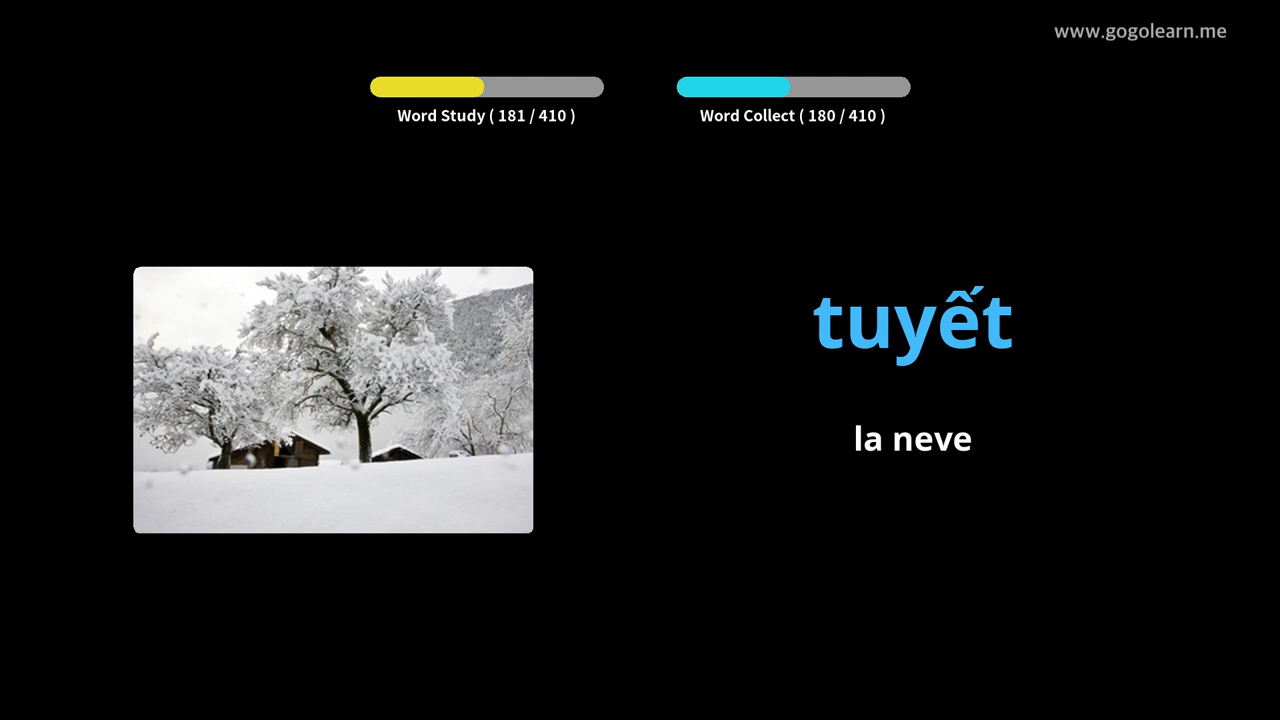 www.gogolearn.me
Word Study ( 181 / 410 )
Word Collect ( 180 / 410 )
tuyết
la neve